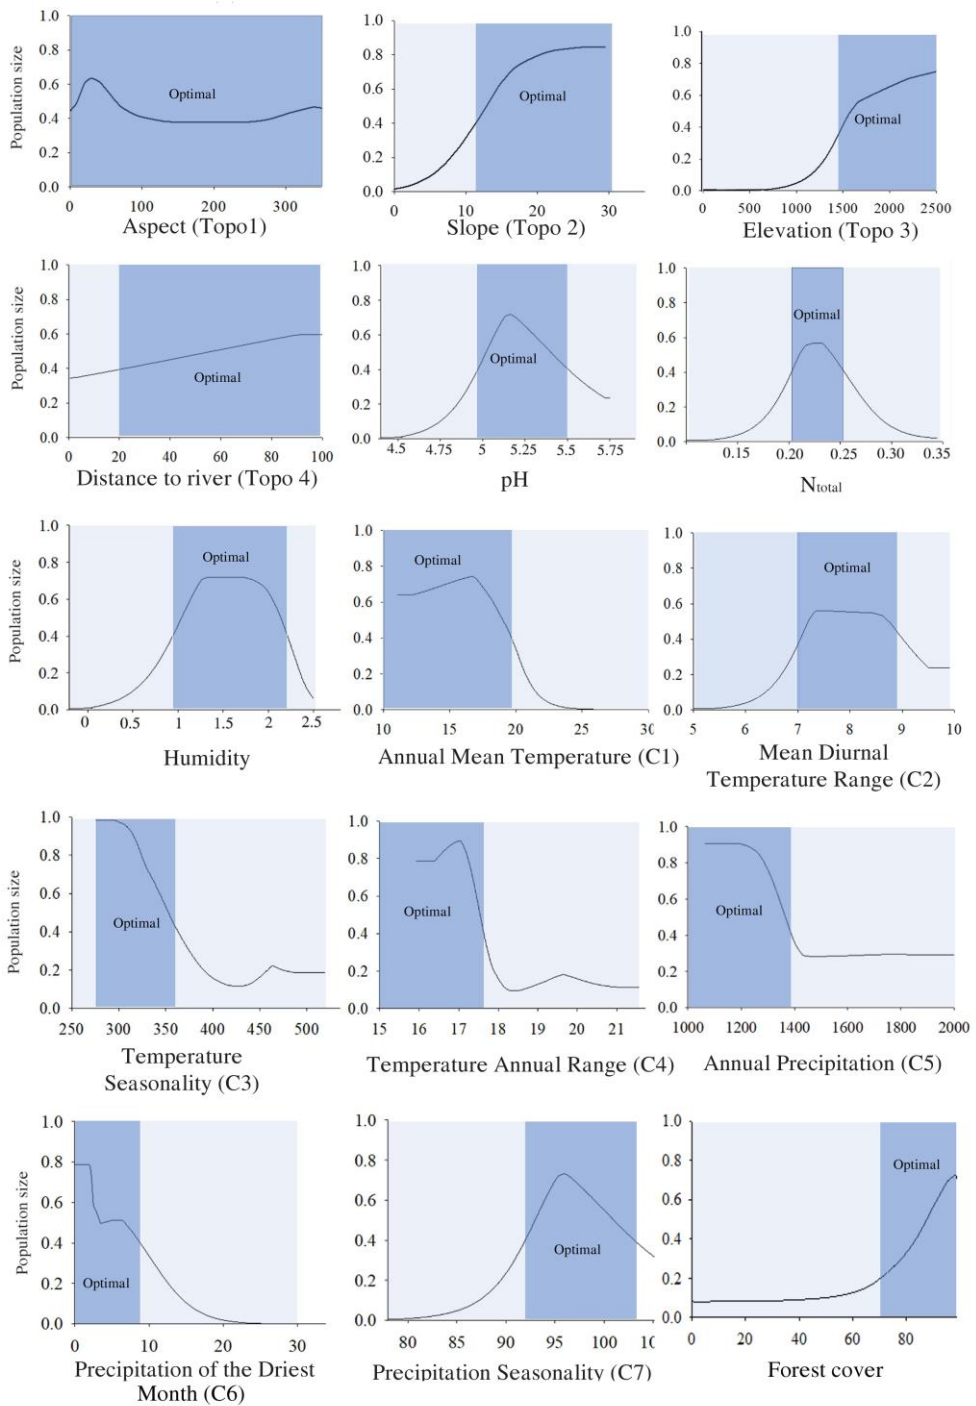 Population size
1.0
0.8
0.6
0.4
0.2
0.0
Optimal
0 100 200 300
Aspect (Topo1)
1.0
0.8
0.6
0.4
0.2
0.0
Optimal
0 10 20 30
Slope (Topo 2)
1.0
0.8
0.6
0.4
0.2
0.0
Optimal
0 500 1000 1500 2000 2500
Elevation (Topo 3)
Population size
1.0
0.8
0.6
0.4
0.2
0.0
Optimal
0 20 40 60 80 100
Distance to river (Topo 4)
1.0
0.8
0.6
0.4
0.2
0.0
Optimal
4.5 4.75 5 5.25 5.5 5.75
pH
1.0
0.8
0.6
0.4
0.2
0.0
Optimal
0.15 0.20 0.25 0.30 0.35
Ntotal
Population size
1.0
0.8
0.6
0.4
0.2
0.0
Optimal
0 0.5 1 1.5 2 2.5
Humidity
1.0
0.8
0.6
0.4
0.2
0.0
Optimal
10 15 20 25 30
Annual Mean Temperature (C1)
1.0
0.8
0.6
0.4
0.2
0.0
Optimal
5 6 7 8 9 10
Mean Diurnal
Temperature Range (C2)
Population size
1.0
0.8
0.6
0.4
0.2
0.0
Optimal
250 300 350 400 450 500
Temperature
Seasonality (C3)
1.0
0.8
0.6
0.4
0.2
0.0
Optimal
15 16 17 18 19 20 21
Temperature Annual Range (C4)
1.0
0.8
0.6
0.4
0.2
0.0
Optimal
1000 1200 1400 1600 1800 2000
Annual Precipitation (C5)
Population size
1.0
0.8
0.6
0.4
0.2
0.0
Optimal
0 10 20 30
Precipitation of the Driest
Month (C6)
1.0
0.8
0.6
0.4
0.2
0.0
Optimal
80 85 90 95 100
Precipitation Seasonality (C7)
1.0
0.8
0.6
0.4
0.2
0.0
Optimal
0 20 40 60 80
Forest cover